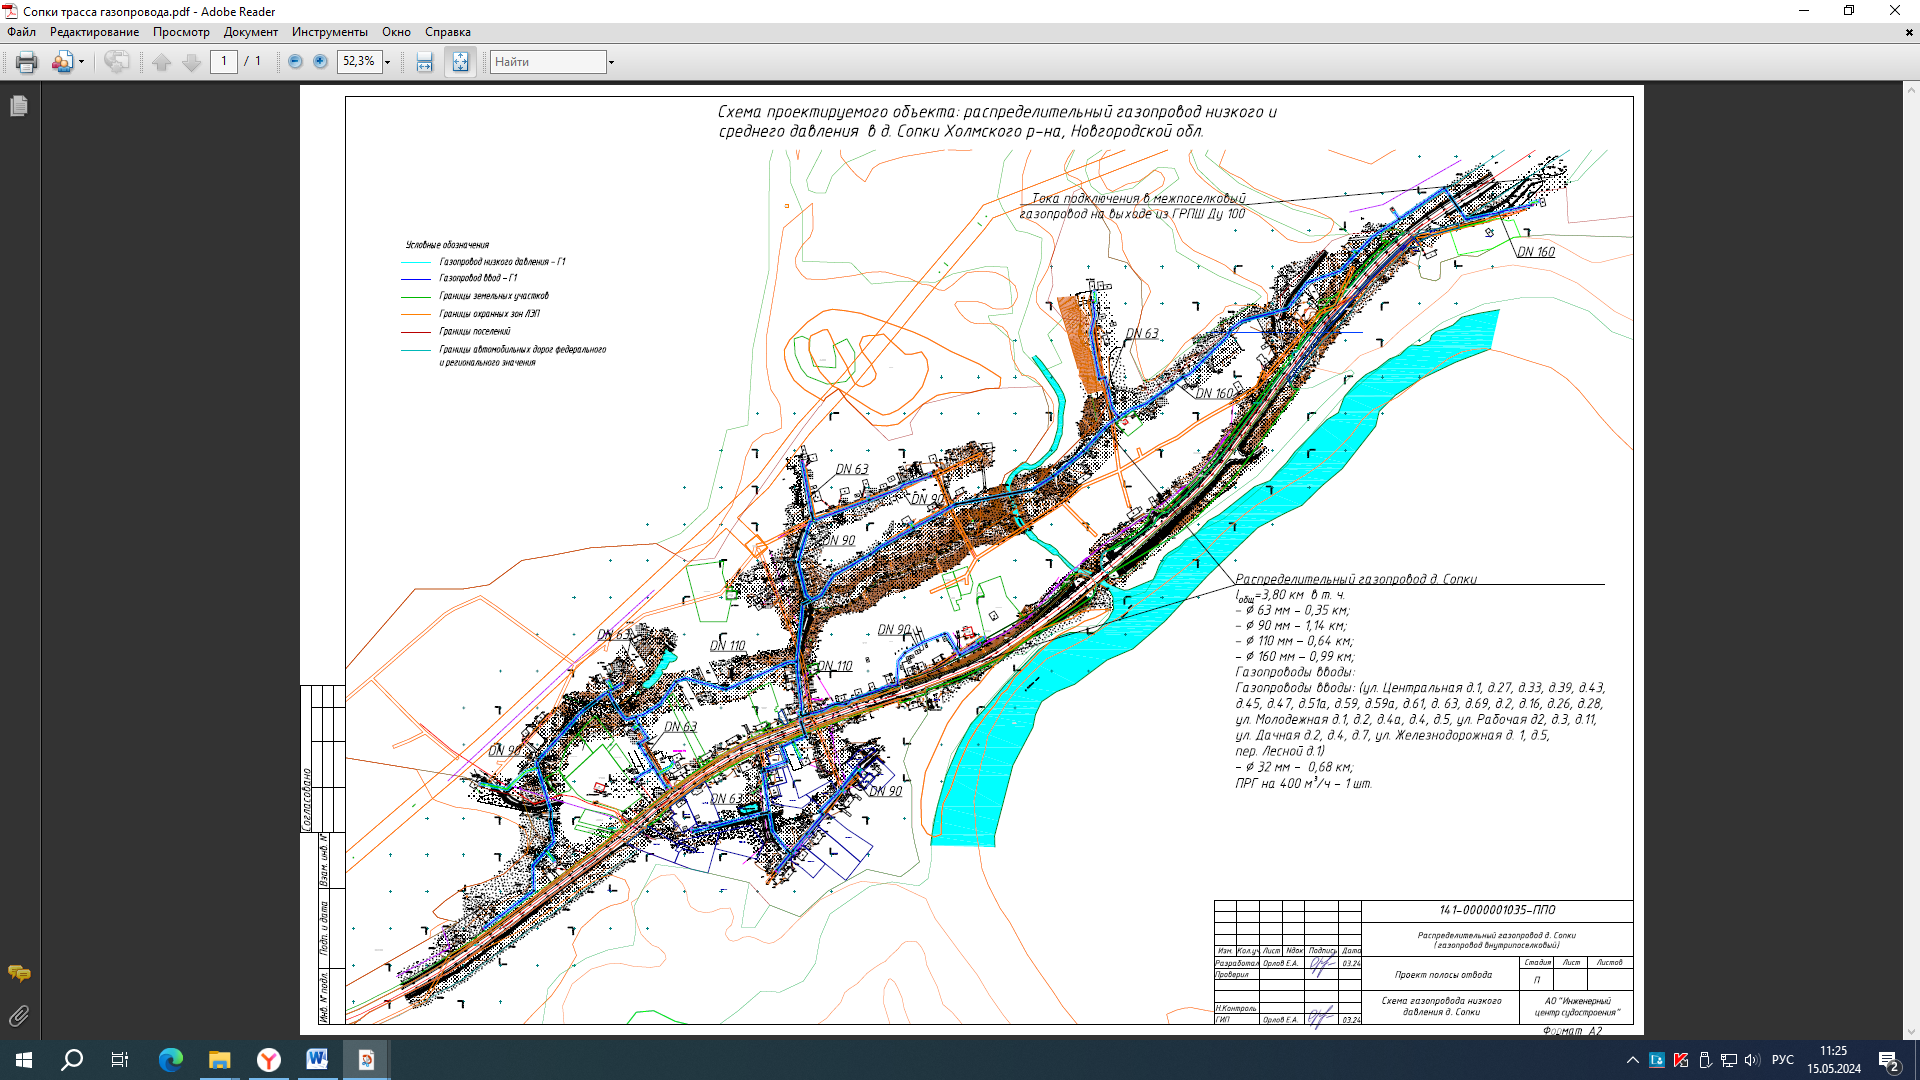 Сопки трасса газопровода.pdf - Adobe Reader
Файл Редактирование Просмотр Документ Инструменты Окно Справка
1 / 1 52,3% Найти
Схема проектируемого объекта: распределительный газопровод низкого и
среднего давления в д. Сопки Холмского р-на, Новгородской обл.
Тока подключения в межпоселковый
газопровод на выходе из ГРПШ Ду 100
Условные обозначения
Газопровод низкого давления – Г1
Газопровод ввод – Г1
Границы земельных участков
Границы охранных зон ЛЭП
Границы поселений
Границы автомобильных дорог федерального
и регионального значения
DN 160
DN 63
DN 160
DN 63
DN 90
DN 90
DN 63
DN 110
DN 90
DN 110
DN 63
DN 90
DN 63
DN 90
Распределительный газопровод д. Сопки
lобщ=3,80 км в т. ч.
– Ø 63 мм – 0,35 км;
– Ø 90 мм – 1,14 км;
– Ø 110 мм – 0,64 км;
– Ø 160 мм – 0,99 км;
Газопроводы вводы:
Газопроводы вводы: (ул. Центральная д.1, д.27, д.33, д.39, д.43,
д.45, д.47, д.51а, д.59, д.59а, д.61, д. 63, д.69, д.2, д.16, д.26, д.28,
ул. Молодежная д.1, д.2, д.4а, д.4, д.5, ул. Рабочая д2, д.3, д.11,
ул. Дачная д.2, д.4, д.7, ул. Железнодорожная д. 1, д.5,
пер. Лесной д.1)
– Ø 32 мм – 0,68 км;
ПРГ на 400 м³/ч – 1 шт.
Согласовано
Взам. инв. №
Подп. и дата
Инв. № подл.
141-0000001035-ППО
Распределительный газопровод д. Сопки
(газопровод внутрипоселковый)
Изм. Кол.уч Лист Nдок Подпись Дата
Разработал Орлов Е.А. 03.24
Проверил
Проект полосы отвода
Стадия Лист Листов
П
Н.Контроль
ГИП Орлов Е.А. 03.24
Схема газопровода низкого
давления д. Сопки
АО "Инженерный
центр судостроения"
Формат А2
РУС
11:25
15.05.2024
2